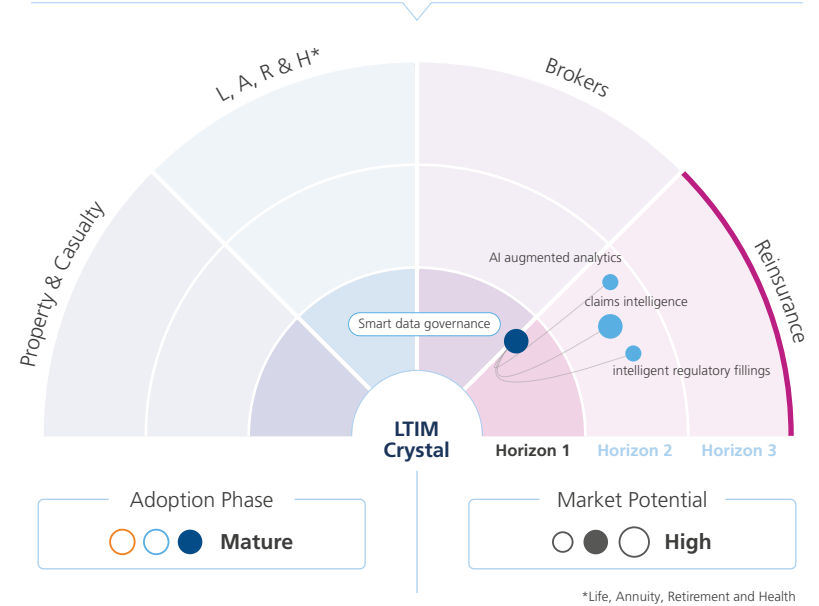 L, A, R & H*
Brokers
Property & Casualty
Reinsurance
AI augmented analytics
claims intelligence
Smart data governance
intelligent regulatory fillings
LTIM
Crystal
Horizon 1
Horizon 2
Horizon 3
Adoption Phase
Mature
Market Potential
High
*Life, Annuity, Retirement and Health